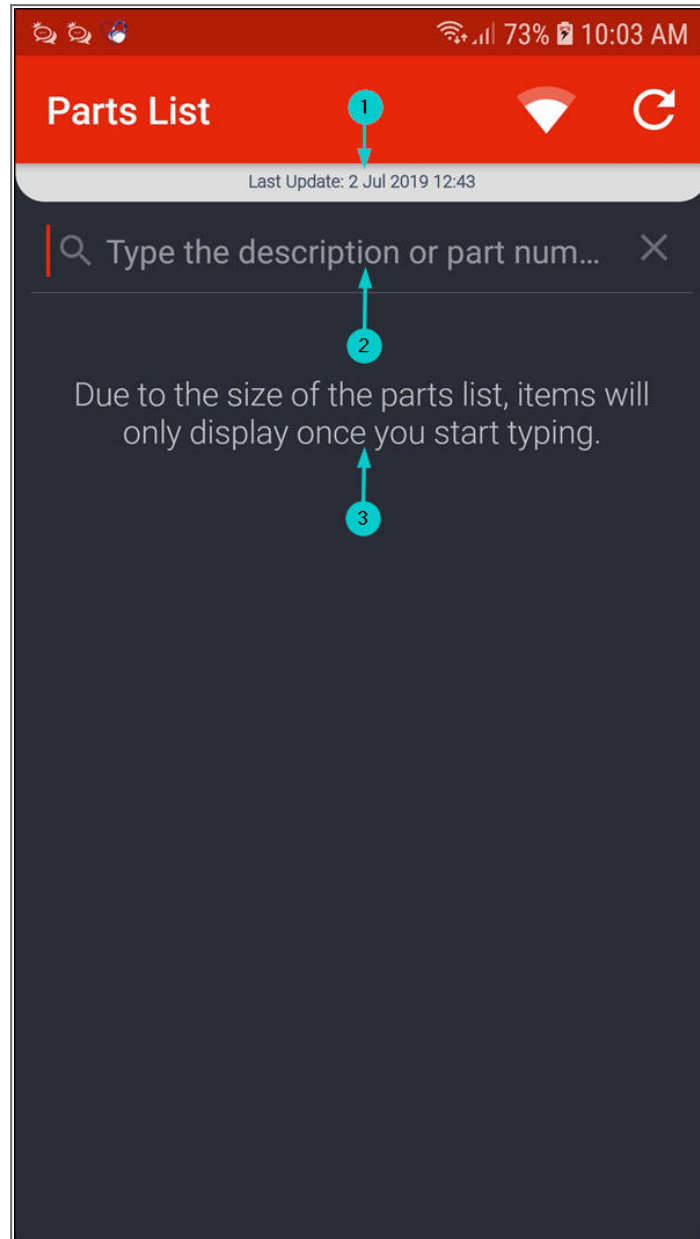 73% 10:03 AM
Parts List
1
Last Update: 2 Jul 2019 12:43
Type the description or part num...
2
Due to the size of the parts list, items will
only display once you start typing.
3